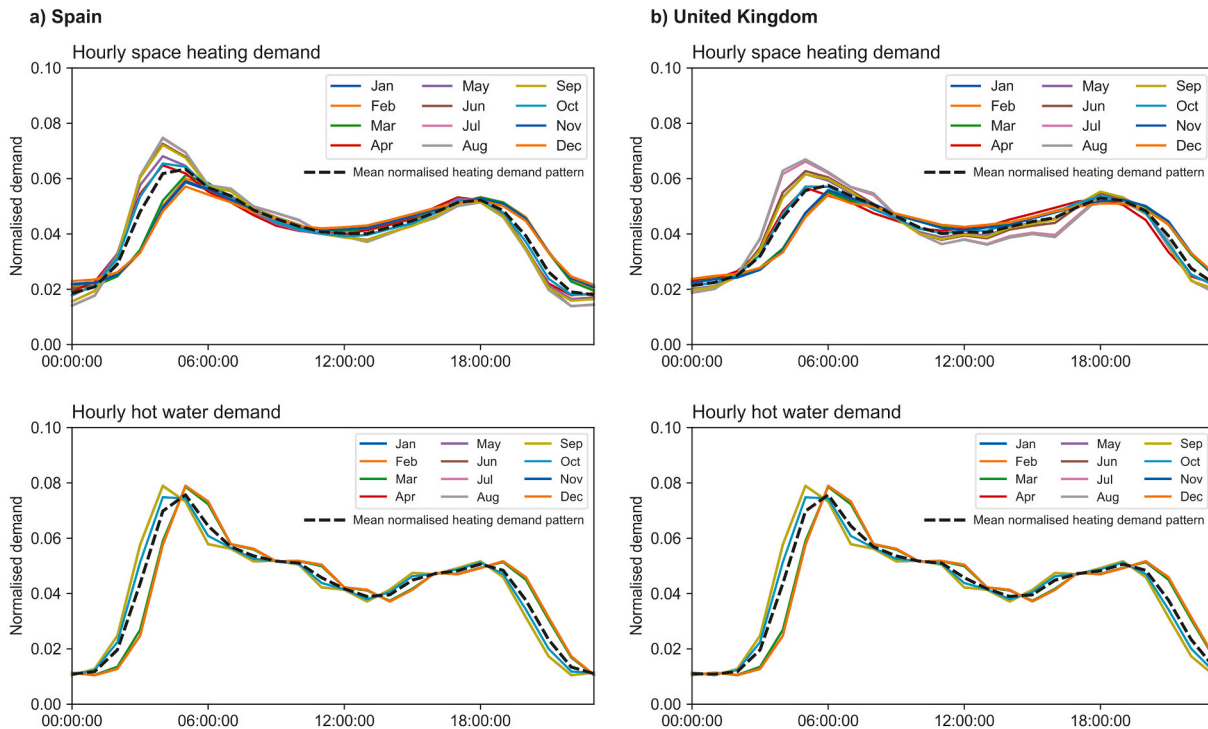 a) Spain
Hourly space heating demand
Normalised demand
0.10
0.08
0.06
0.04
0.02
0.00
Jan May Sep
Feb Jun Oct
Mar Jul Nov
Apr Aug Dec
Mean normalised heating demand pattern
00:00:00 06:00:00 12:00:00 18:00:00
Hourly hot water demand
Normalised demand
0.10
0.08
0.06
0.04
0.02
0.00
Jan May Sep
Feb Jun Oct
Mar Jul Nov
Apr Aug Dec
Mean normalised heating demand pattern
00:00:00 06:00:00 12:00:00 18:00:00
b) United Kingdom
Hourly space heating demand
Normalised demand
0.10
0.08
0.06
0.04
0.02
0.00
Jan May Sep
Feb Jun Oct
Mar Jul Nov
Apr Aug Dec
Mean normalised heating demand pattern
00:00:00 06:00:00 12:00:00 18:00:00
Hourly hot water demand
Normalised demand
0.10
0.08
0.06
0.04
0.02
0.00
Jan May Sep
Feb Jun Oct
Mar Jul Nov
Apr Aug Dec
Mean normalised heating demand pattern
00:00:00 06:00:00 12:00:00 18:00:00